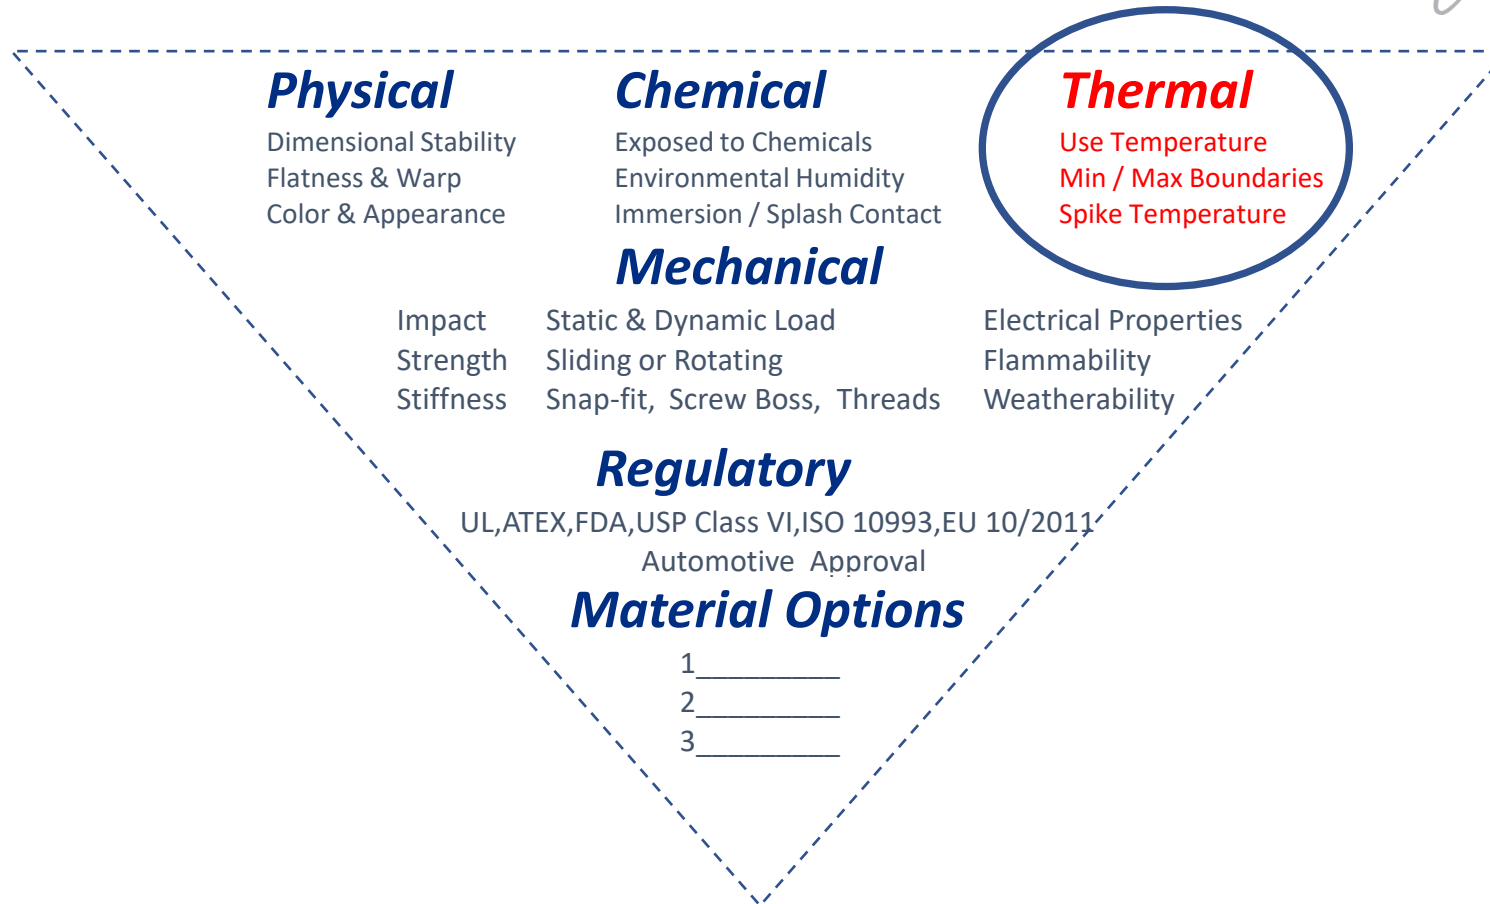 Physical Chemical Thermal
Dimensional Stability Exposed to Chemicals Use Temperature
Flatness & Warp Environmental Humidity Min / Max Boundaries
Color & Appearance Immersion / Splash Contact Spike Temperature
Mechanical
Impact Static & Dynamic Load Electrical Properties
Strength Sliding or Rotating Flammability
Stiffness Snap-fit, Screw Boss, Threads Weatherability
Regulatory
UL,ATEX,FDA,USP Class VI,ISO 10993,EU 10/2011
Automotive Approval
Material Options
1_________
2_________
3_________